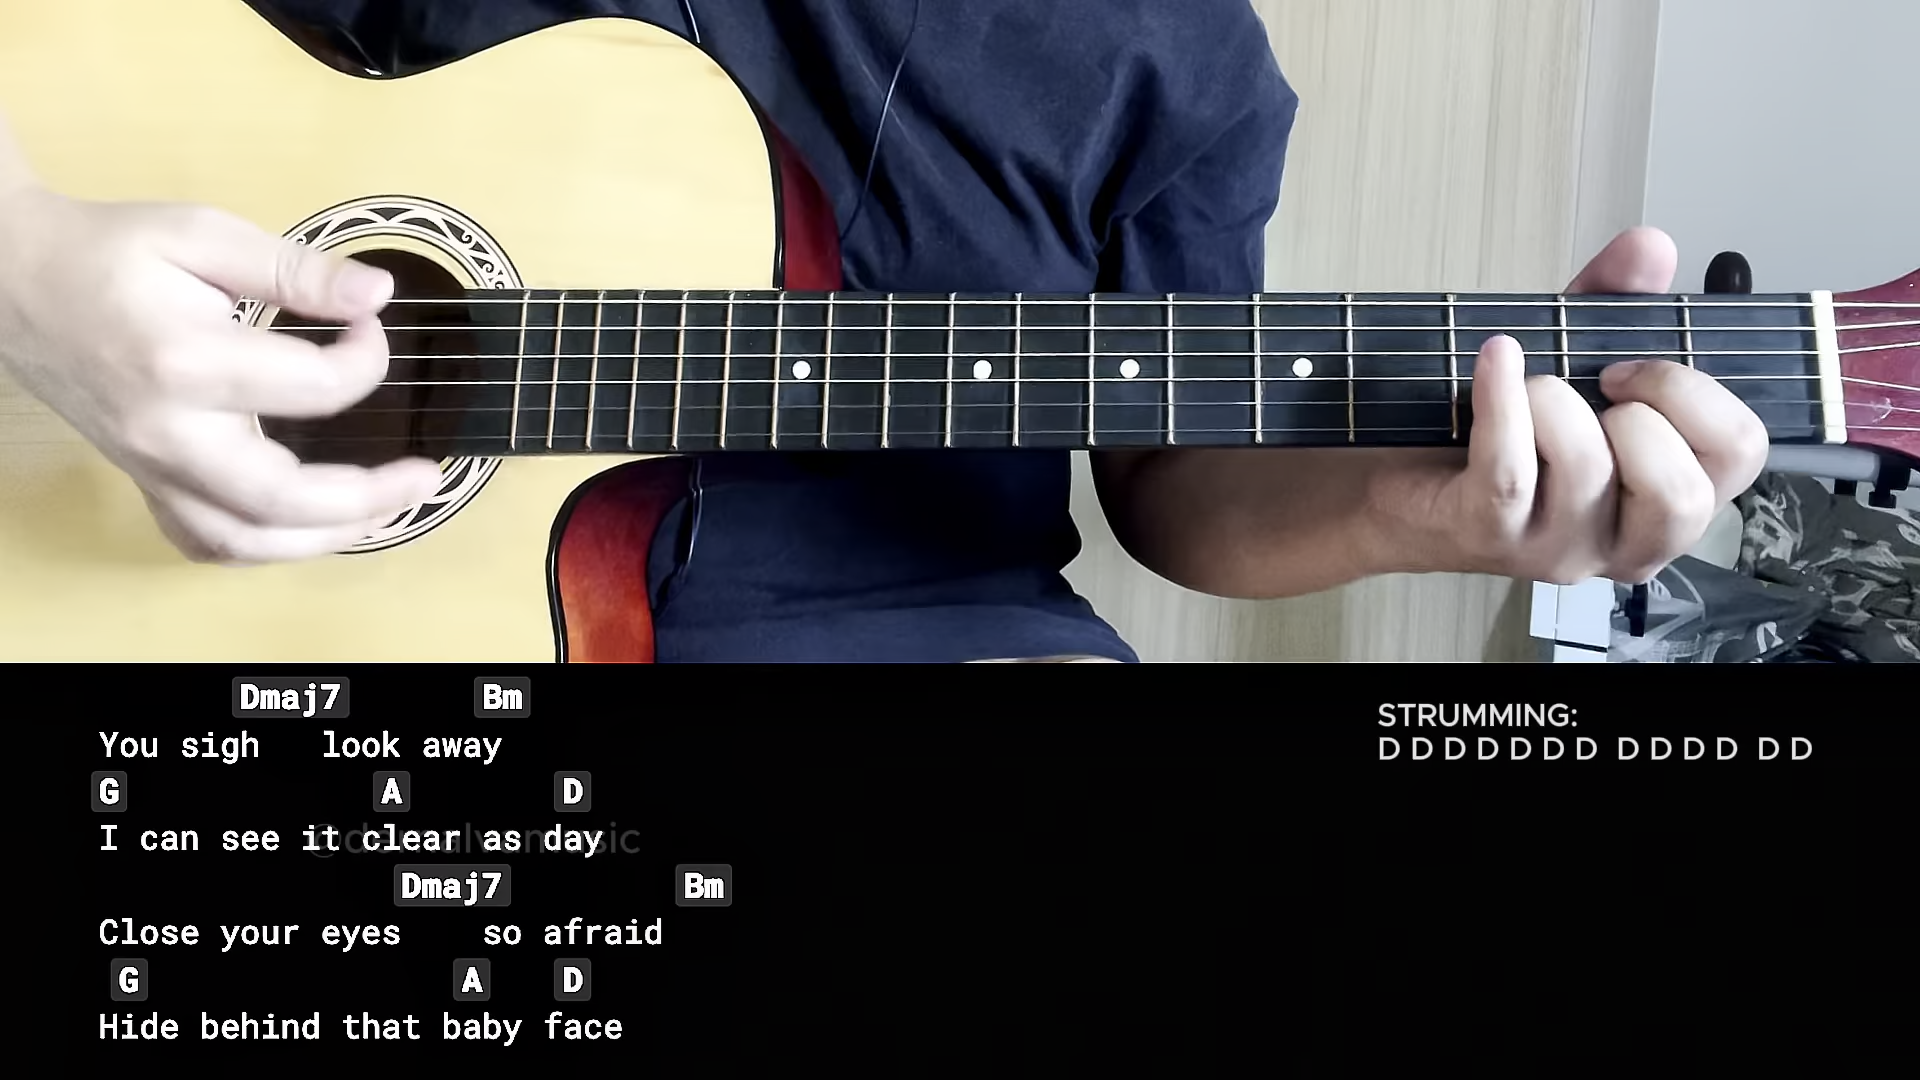 Dmaj7 Bm
You sigh look away
G A D
I can see it clear as day
Dmaj7 Bm
Close your eyes so afraid
G A D
Hide behind that baby face
STRUMMING:
D D D D D D D D D D D D D